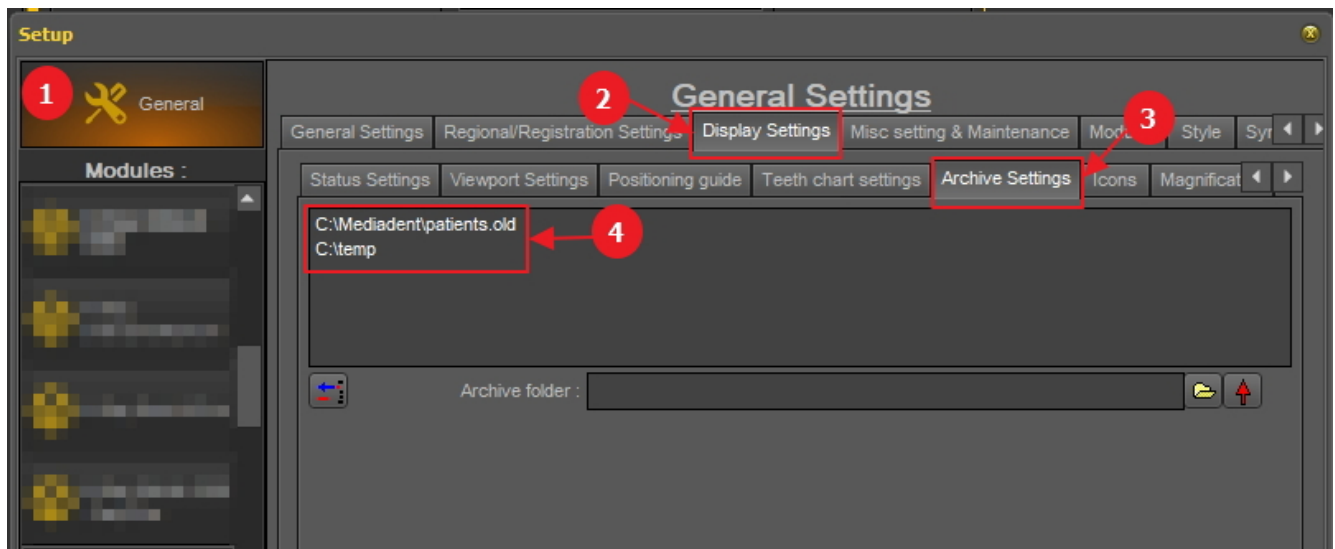 Setup
1
General
2
General Settings
3
General Settings
Regional/Registration Settings
Display Settings
Misc setting & Maintenance
Style
Modules :
Status Settings
Viewport Settings
Positioning guide
Teeth chart settings
Archive Settings
Icons
Magnificat
C:\Mediadent\patients.old
C:\temp
4
Archive folder :